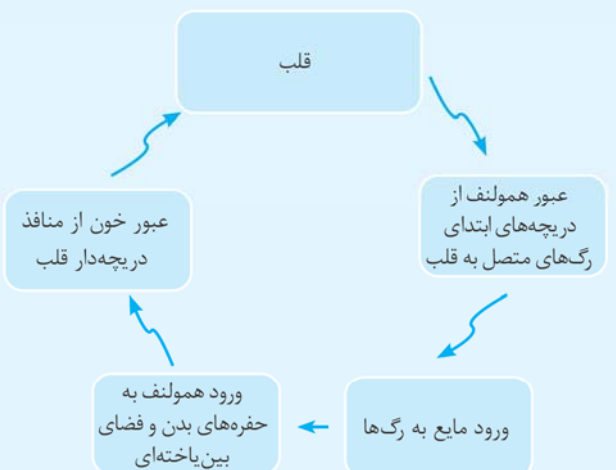 قلب
عبور همولنف از
دریچه‌های ابتدای
رگ‌های متصل به قلب
ورود مایع به رگ‌ها
ورود همولنف به
حفره‌های بدن و فضای
بین‌یاخته‌ای
عبور خون از منافذ
دریچه‌دار قلب